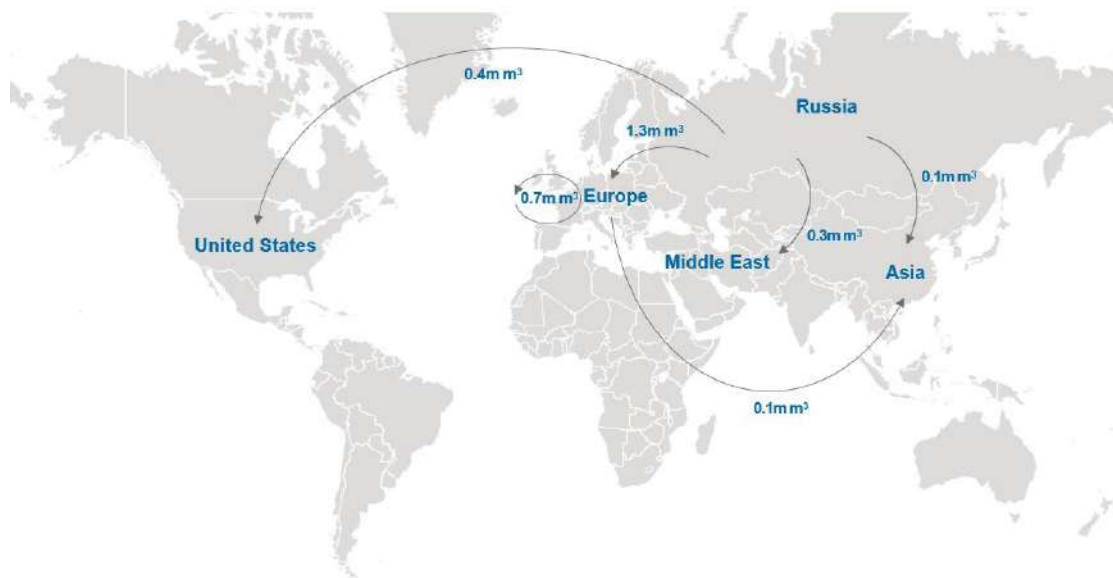 0.4m m³
Russia
1.3m m³
0.1m m³
0.7m m³
Europe
United States
0.3m m³
Middle East
Asia
0.1m m³